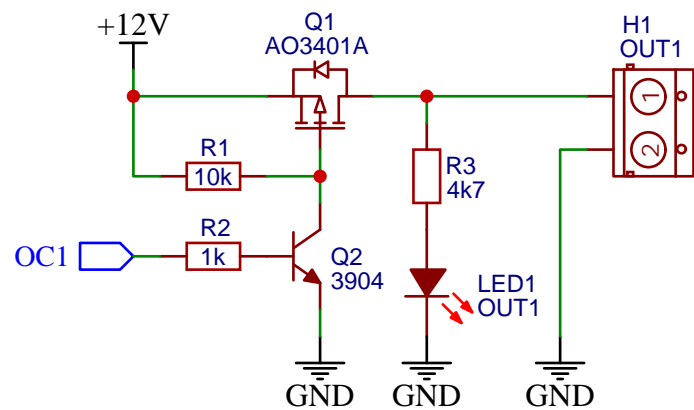 +12V
Q1
AO3401A
H1
OUT1
1
2
R1
10k
R3
4k7
OC1
R2
1k
Q2
3904
LED1
OUT1
GND
GND
GND